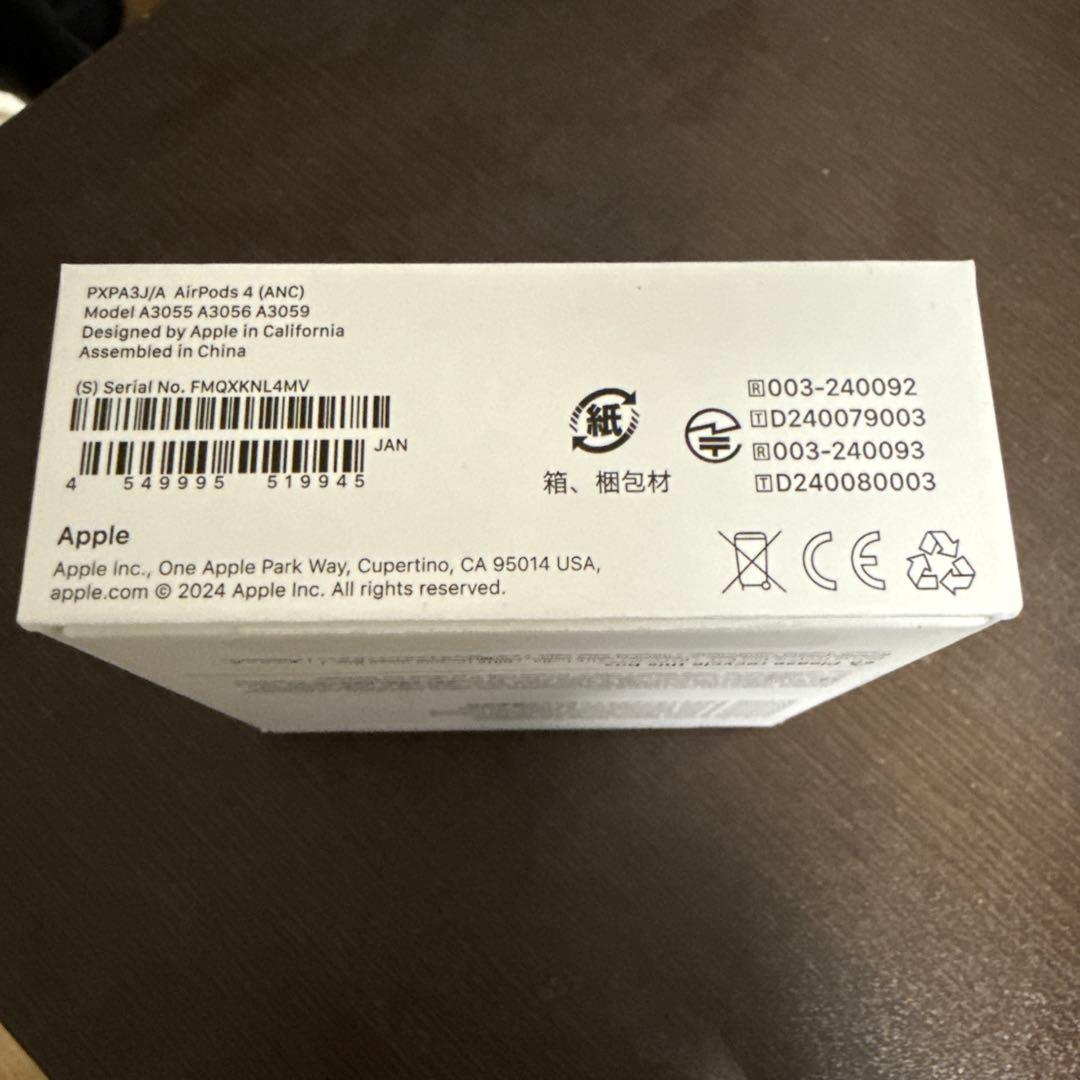 PXPA3J/A AirPods 4 (ANC)
Model A3055 A3056 A3059
Designed by Apple in California
Assembled in China
(S) Serial No. FMQXKNL4MV
JAN
4 549995 519945
紙
箱、梱包材
R003-240092
TD240079003
R003-240093
TD240080003
Apple
Apple Inc., One Apple Park Way, Cupertino, CA 95014 USA,
apple.com © 2024 Apple Inc. All rights reserved.
CE